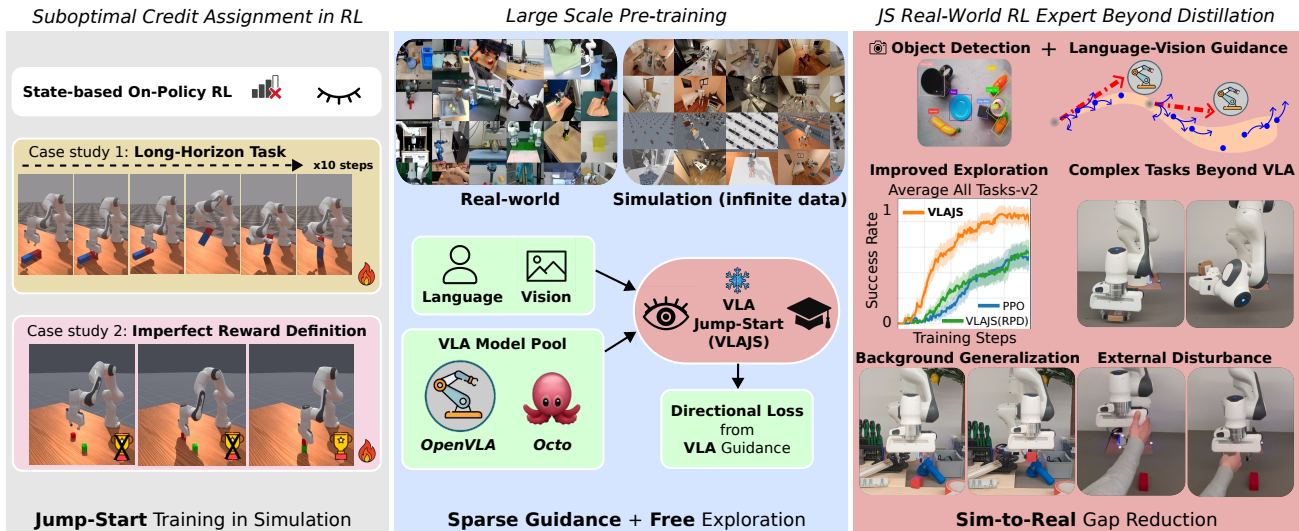 Suboptimal Credit Assignment in RL
State-based On-Policy RL
Case study 1: Long-Horizon Task
x10 steps
Case study 2: Imperfect Reward Definition
Jump-Start Training in Simulation
Large Scale Pre-training
Real-world
Simulation (infinite data)
Language
Vision
VLA Model Pool
OpenVLA
Octo
VLA
Jump-Start
(VLAJS)
Directional Loss
from
VLA Guidance
Sparse Guidance + Free Exploration
JS Real-World RL Expert Beyond Distillation
Object Detection + Language-Vision Guidance
Improved Exploration
Average All Tasks-v2
1
Success Rate
0
VLAJS
PPO
VLAJS(RPD)
Training Steps
Complex Tasks Beyond VLA
Background Generalization
External Disturbance
Sim-to-Real Gap Reduction